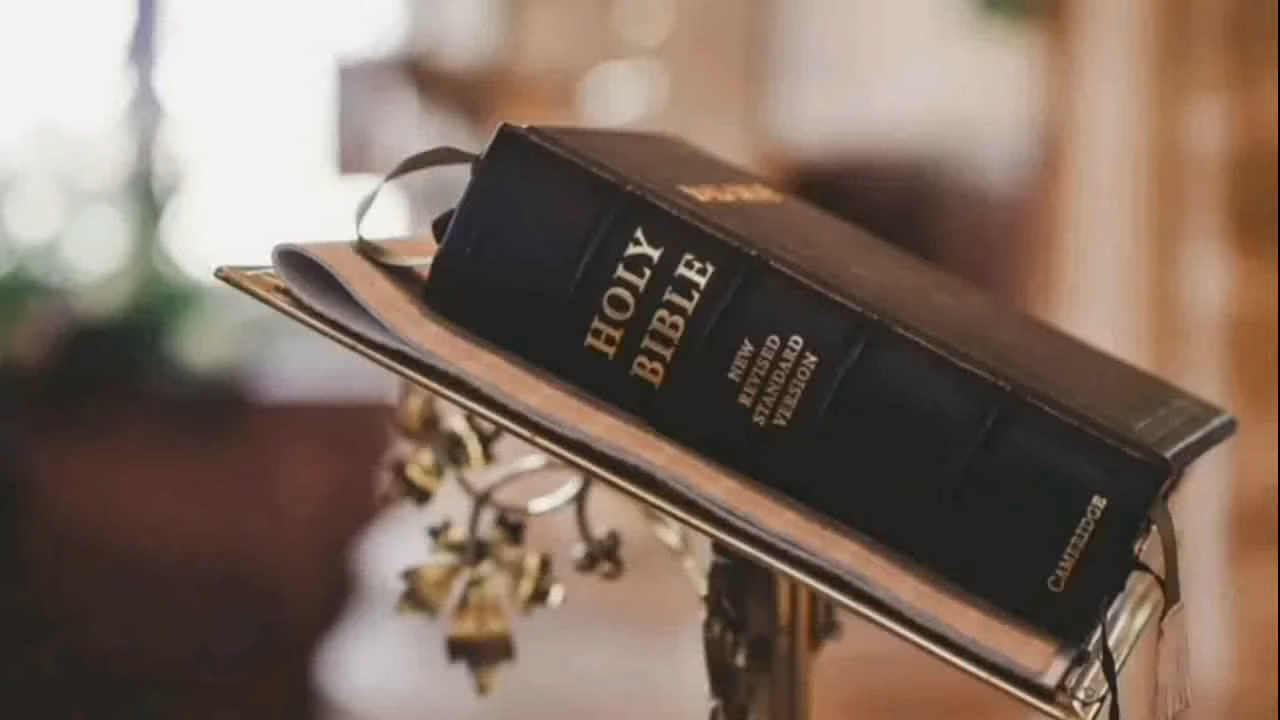 HOLY
BIBLE
NEW
REVISED
STANDARD
VERSION
CAMBRIDGE